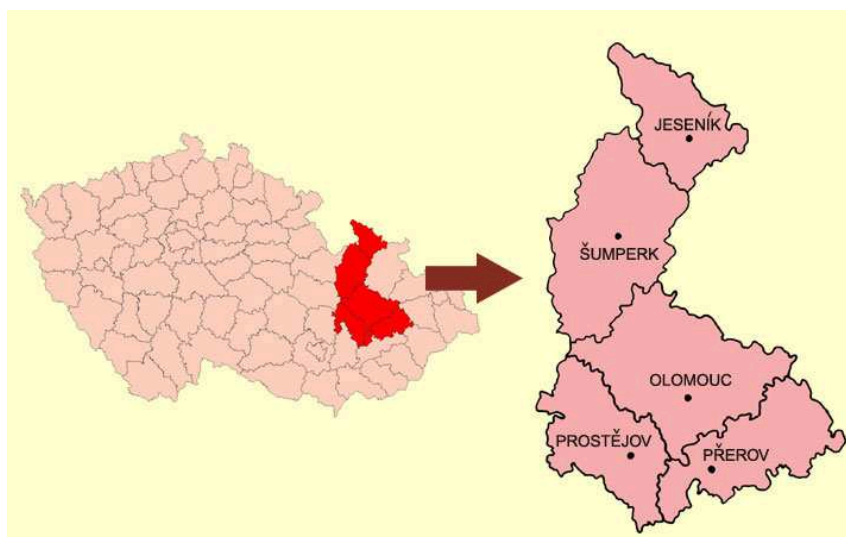 JESENÍK
ŠUMPERK
OLOMOUC
PROSTĚJOV
PŘEROV